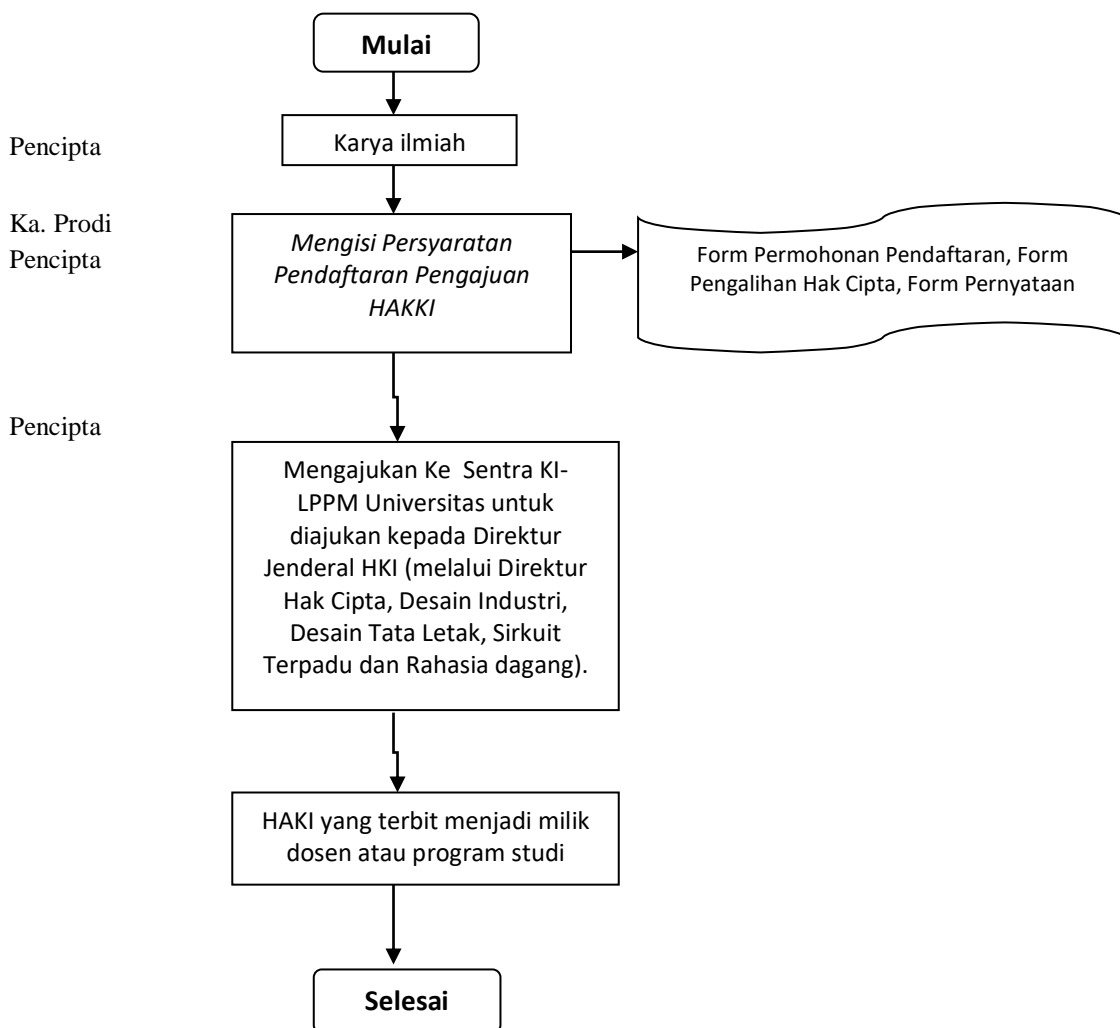 Mulai
Pencipta
Karya ilmiah
Ka. Prodi
Pencipta
Mengisi Persyaratan
Pendaftaran Pengajuan
HAKKI
Form Permohonan Pendaftaran, Form
Pengalihan Hak Cipta, Form Pernyataan
Pencipta
Mengajukan Ke Sentra KI-
LPPM Universitas untuk
diajukan kepada Direktur
Jenderal HKI (melalui Direktur
Hak Cipta, Desain Industri,
Desain Tata Letak, Sirkuit
Terpadu dan Rahasia dagang).
HAKI yang terbit menjadi milik
dosen atau program studi
Selesai